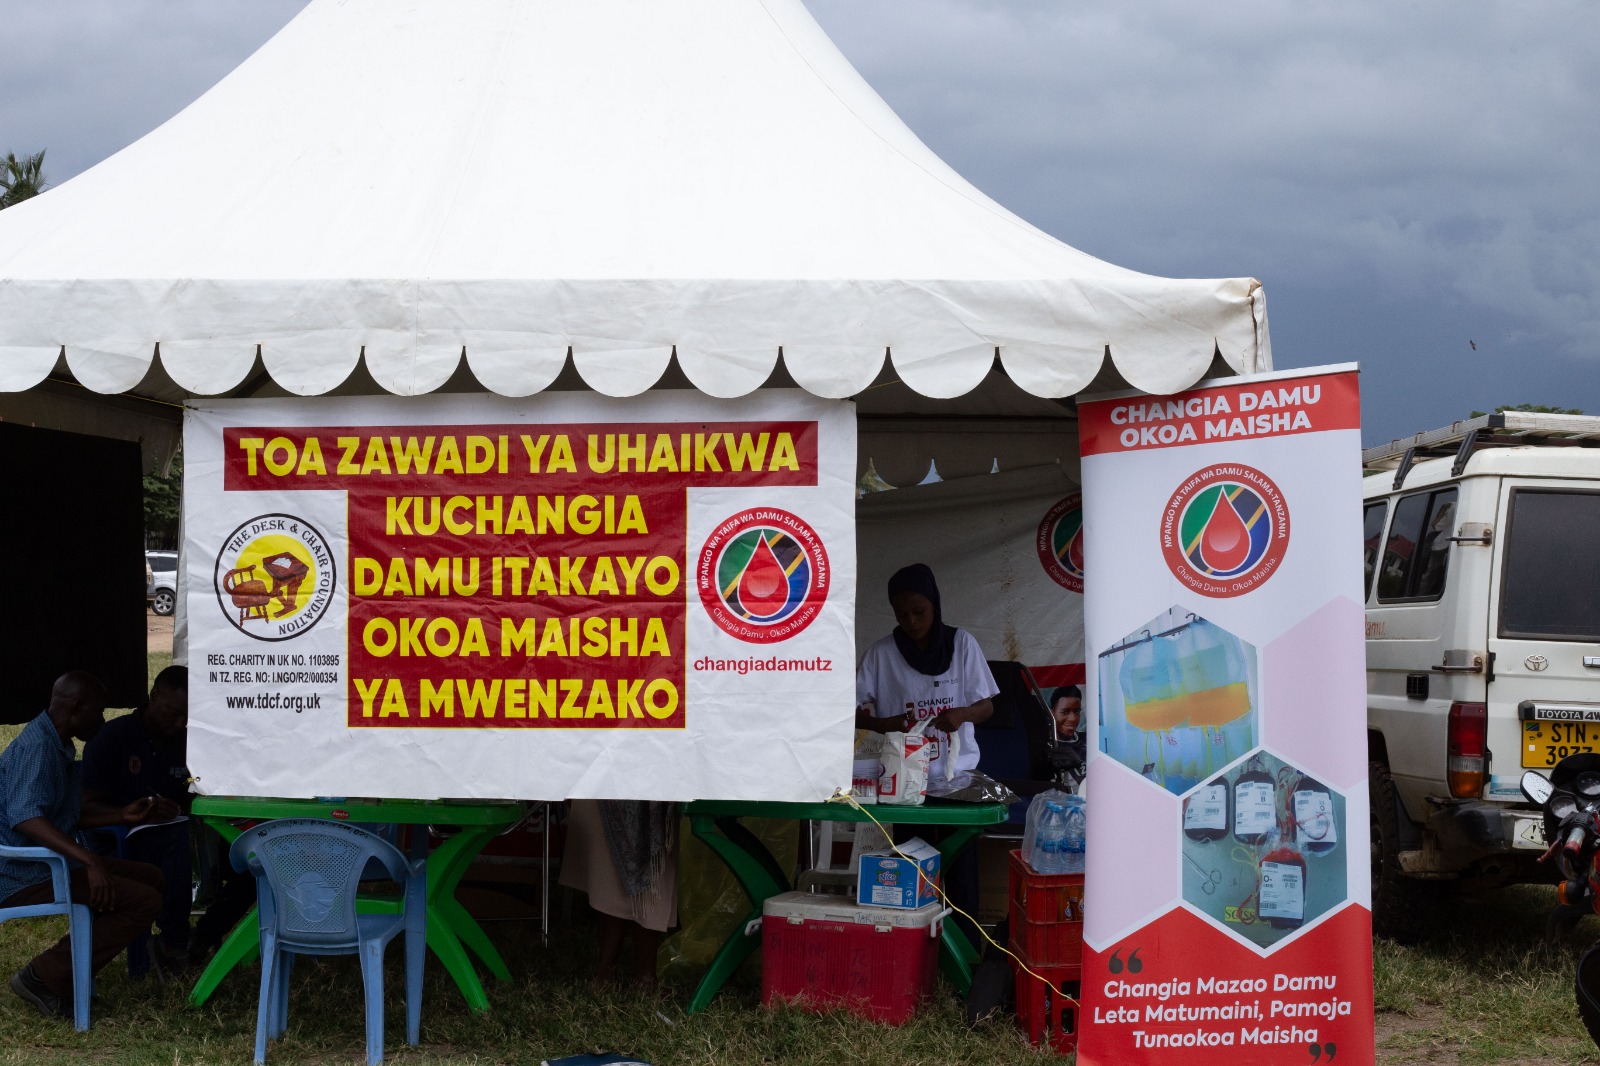 TOA ZAWADI YA UHAIKWA
KUCHANGIA
DAMU ITAKAYO
OKOA MAISHA
YA MWENZAKO
THE DESK & CHAIR FOUNDATION
REG. CHARITY IN UK NO. 1103895
IN TZ. REG. NO: I.NGO/R2/000354
www.tdcf.org.uk
MPANGO WA TAIFA WA DAMU SALAMA-TANZANIA
Changia Damu . Okoa Maisha.
changiadamutz
CHANGIA
DAMU
CHANGIA DAMU
OKOA MAISHA
MPANGO WA TAIFA WA DAMU SALAMA-TANZANIA
Changia Damu . Okoa Maisha.
A
B
O-
“
Changia Mazao Damu
Leta Matumaini, Pamoja
Tunaokoa Maisha
”
TOYOTA
STN